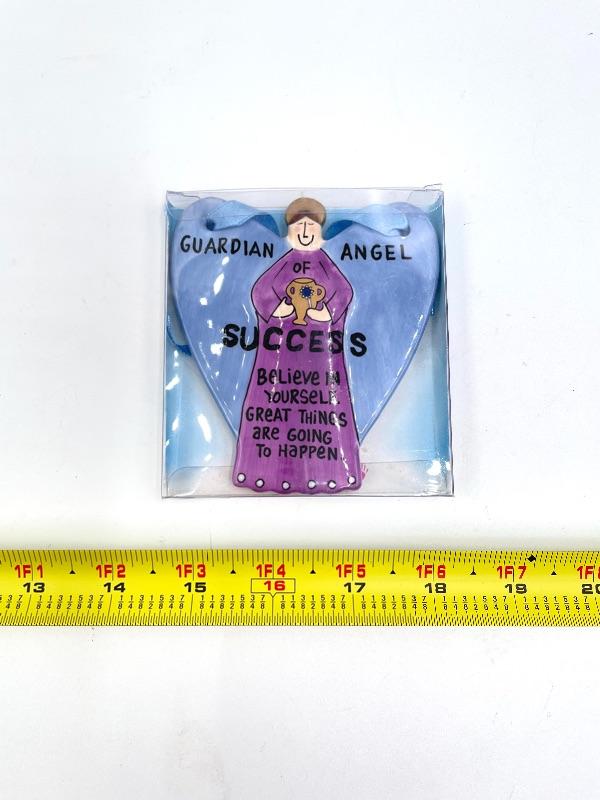 GUARDIAN ANGEL
OF
SUCCESS
BELIEVE IN
YOURSELF.
GREAT THINGS
ARE GOING
TO HAPPEN
1F1 1F2 1F3 1F4 1F5 1F6 1F7
13 14 15 16 17 18 19 20